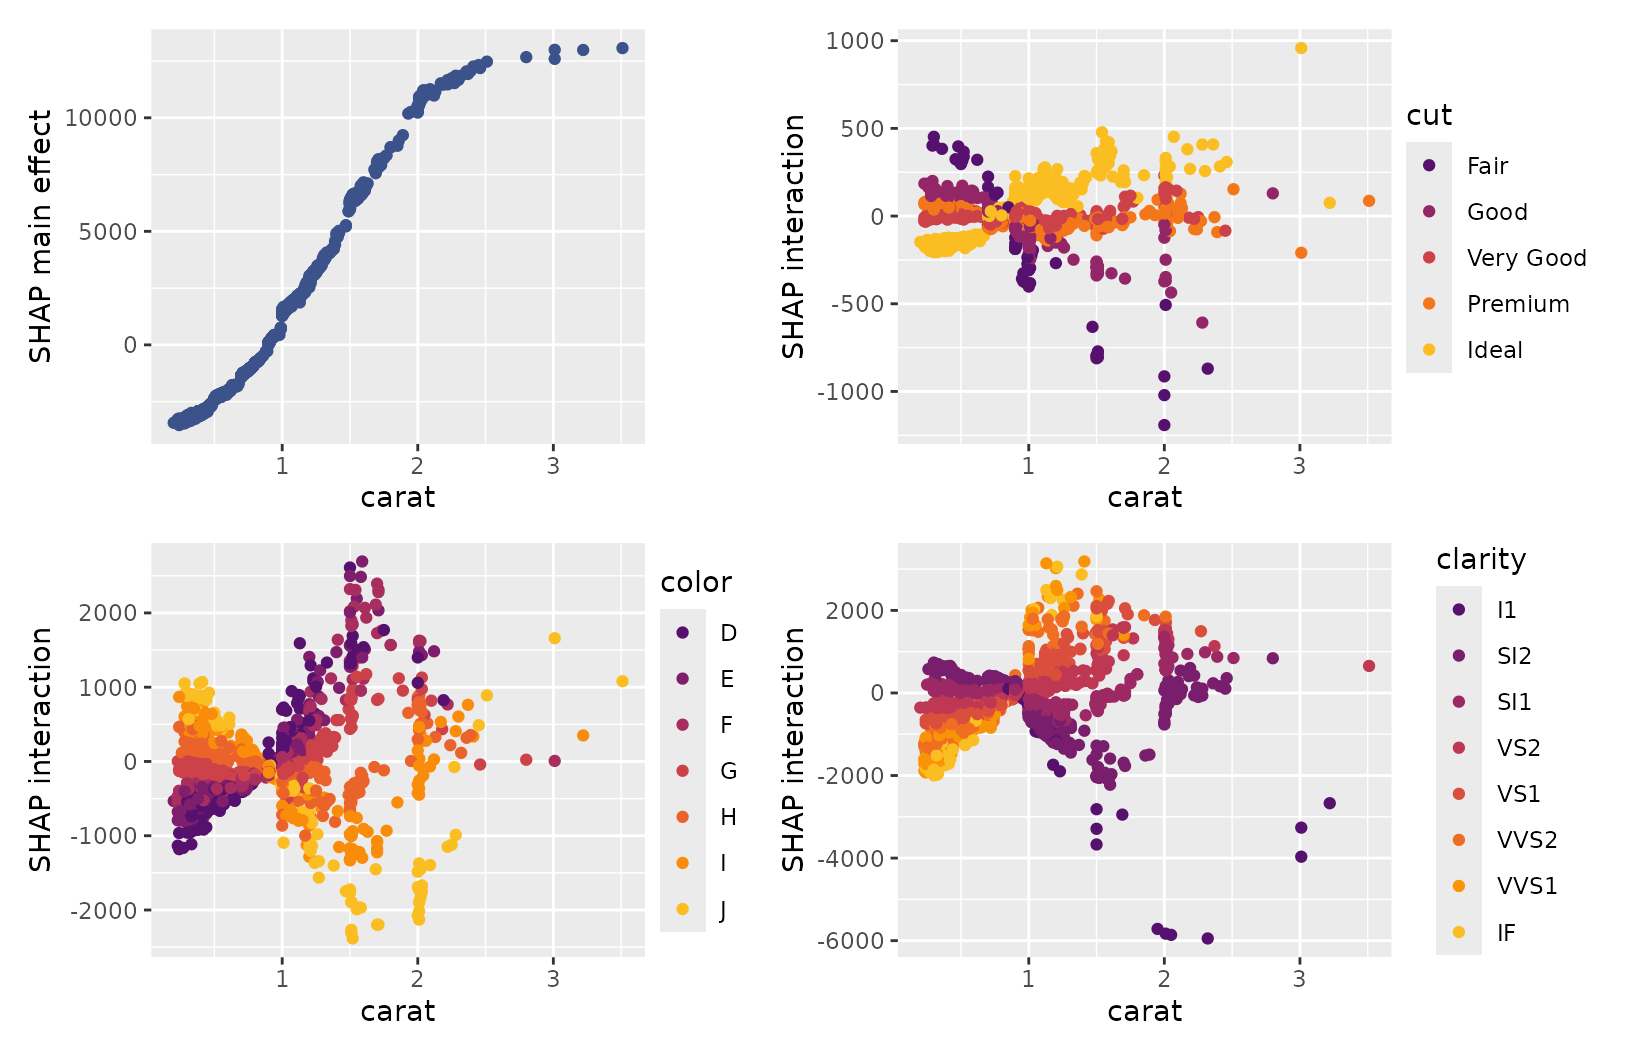 SHAP main effect
10000
5000
0
1
2
3
carat
SHAP interaction
1000
500
0
-500
-1000
1
2
3
carat
cut
Fair
Good
Very Good
Premium
Ideal
SHAP interaction
2000
1000
0
-1000
-2000
1
2
3
carat
color
D
E
F
G
H
I
J
SHAP interaction
2000
0
-2000
-4000
-6000
1
2
3
carat
clarity
I1
SI2
SI1
VS2
VS1
VVS2
VVS1
IF